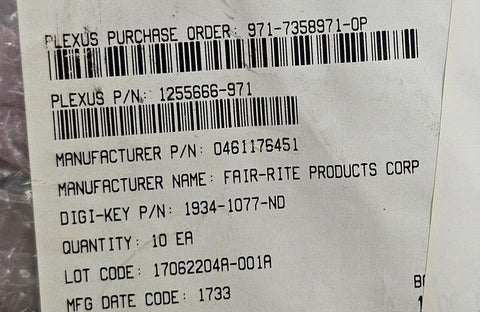 PLEXUS PURCHASE ORDER: 971-7358971-OP
PLEXUS P/N: 1255666-971
MANUFACTURER P/N: 0461176451
MANUFACTURER NAME: FAIR-RITE PRODUCTS CORP
DIGI-KEY P/N: 1934-1077-ND
QUANTITY: 10 EA
LOT CODE: 17062204A-001A
MFG DATE CODE: 1733